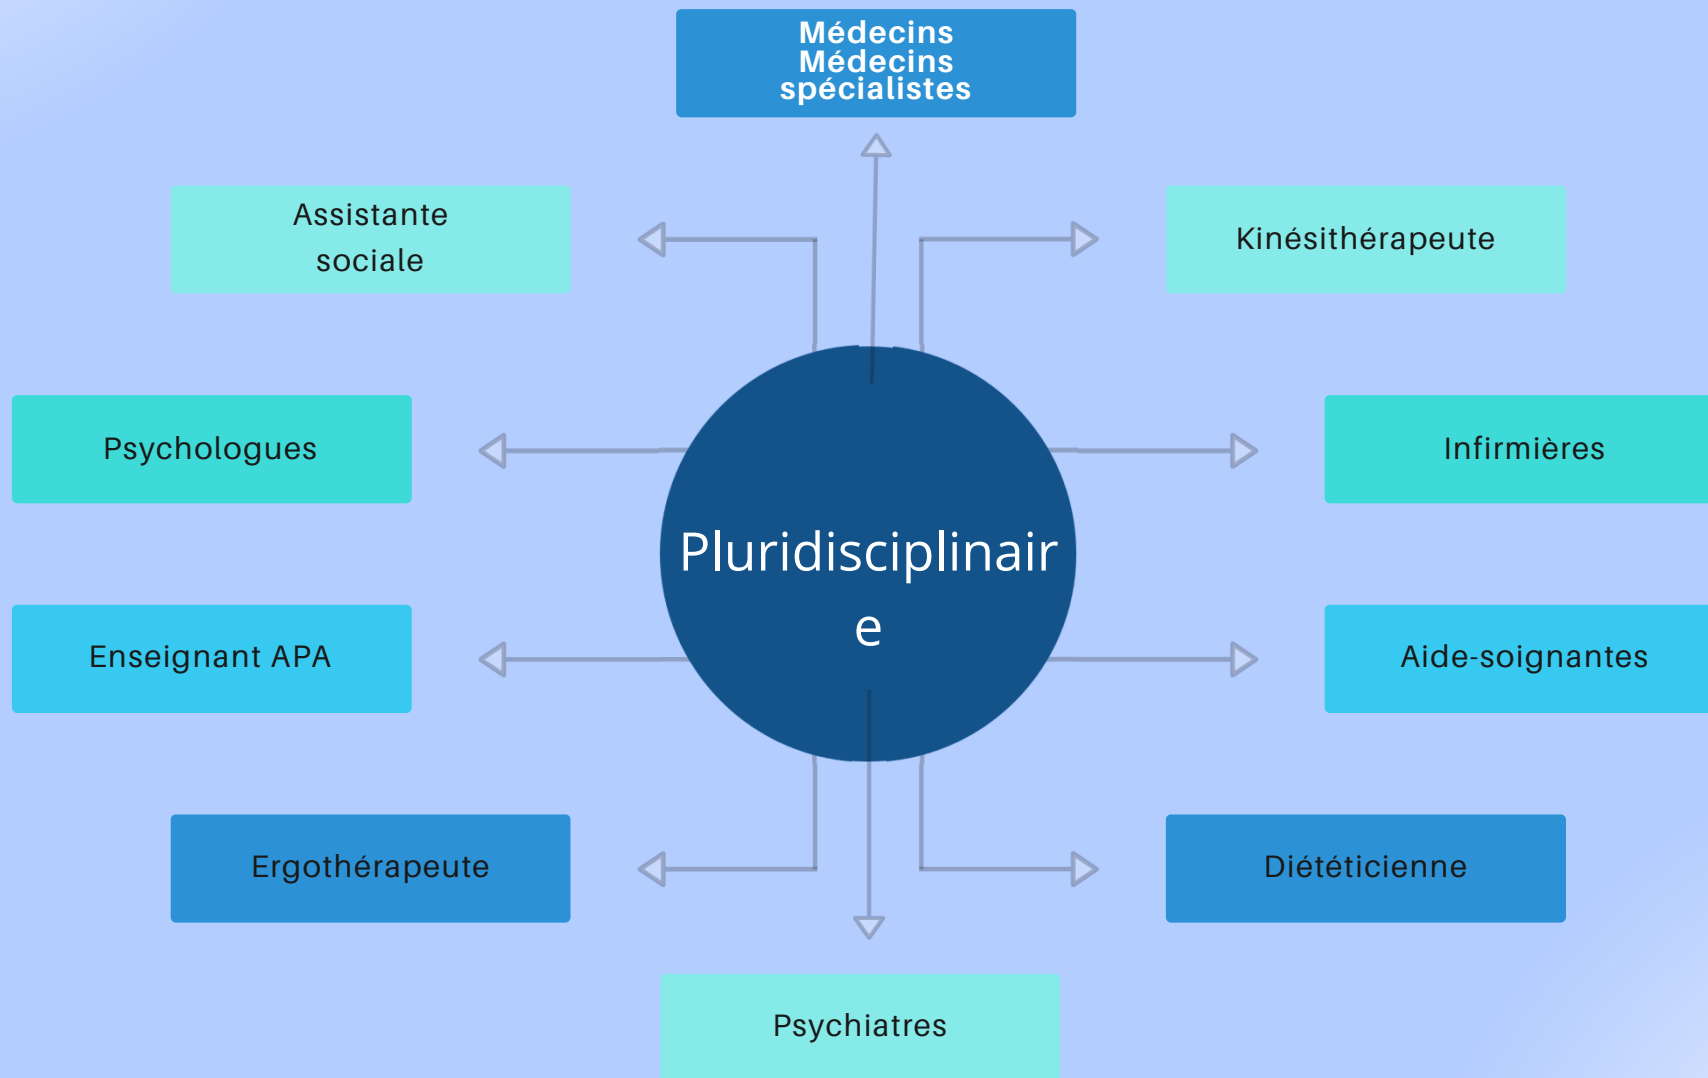 Médecins
Médecins
spécialistes
Assistante
sociale
Kinésithérapeute
Psychologues
Infirmières
Pluridisciplinair
e
Enseignant APA
Aide-soignantes
Ergothérapeute
Diététicienne
Psychiatres